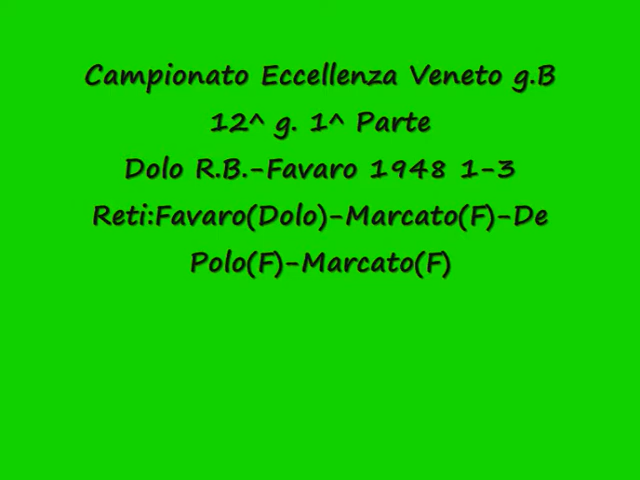 Campionato Eccellenza Veneto g.B
12^ g. 1^ Parte
Dolo R.B.-Favaro 1948 1-3
Reti:Favaro(Dolo)-Marcato(F)-De
Polo(F)-Marcato(F)